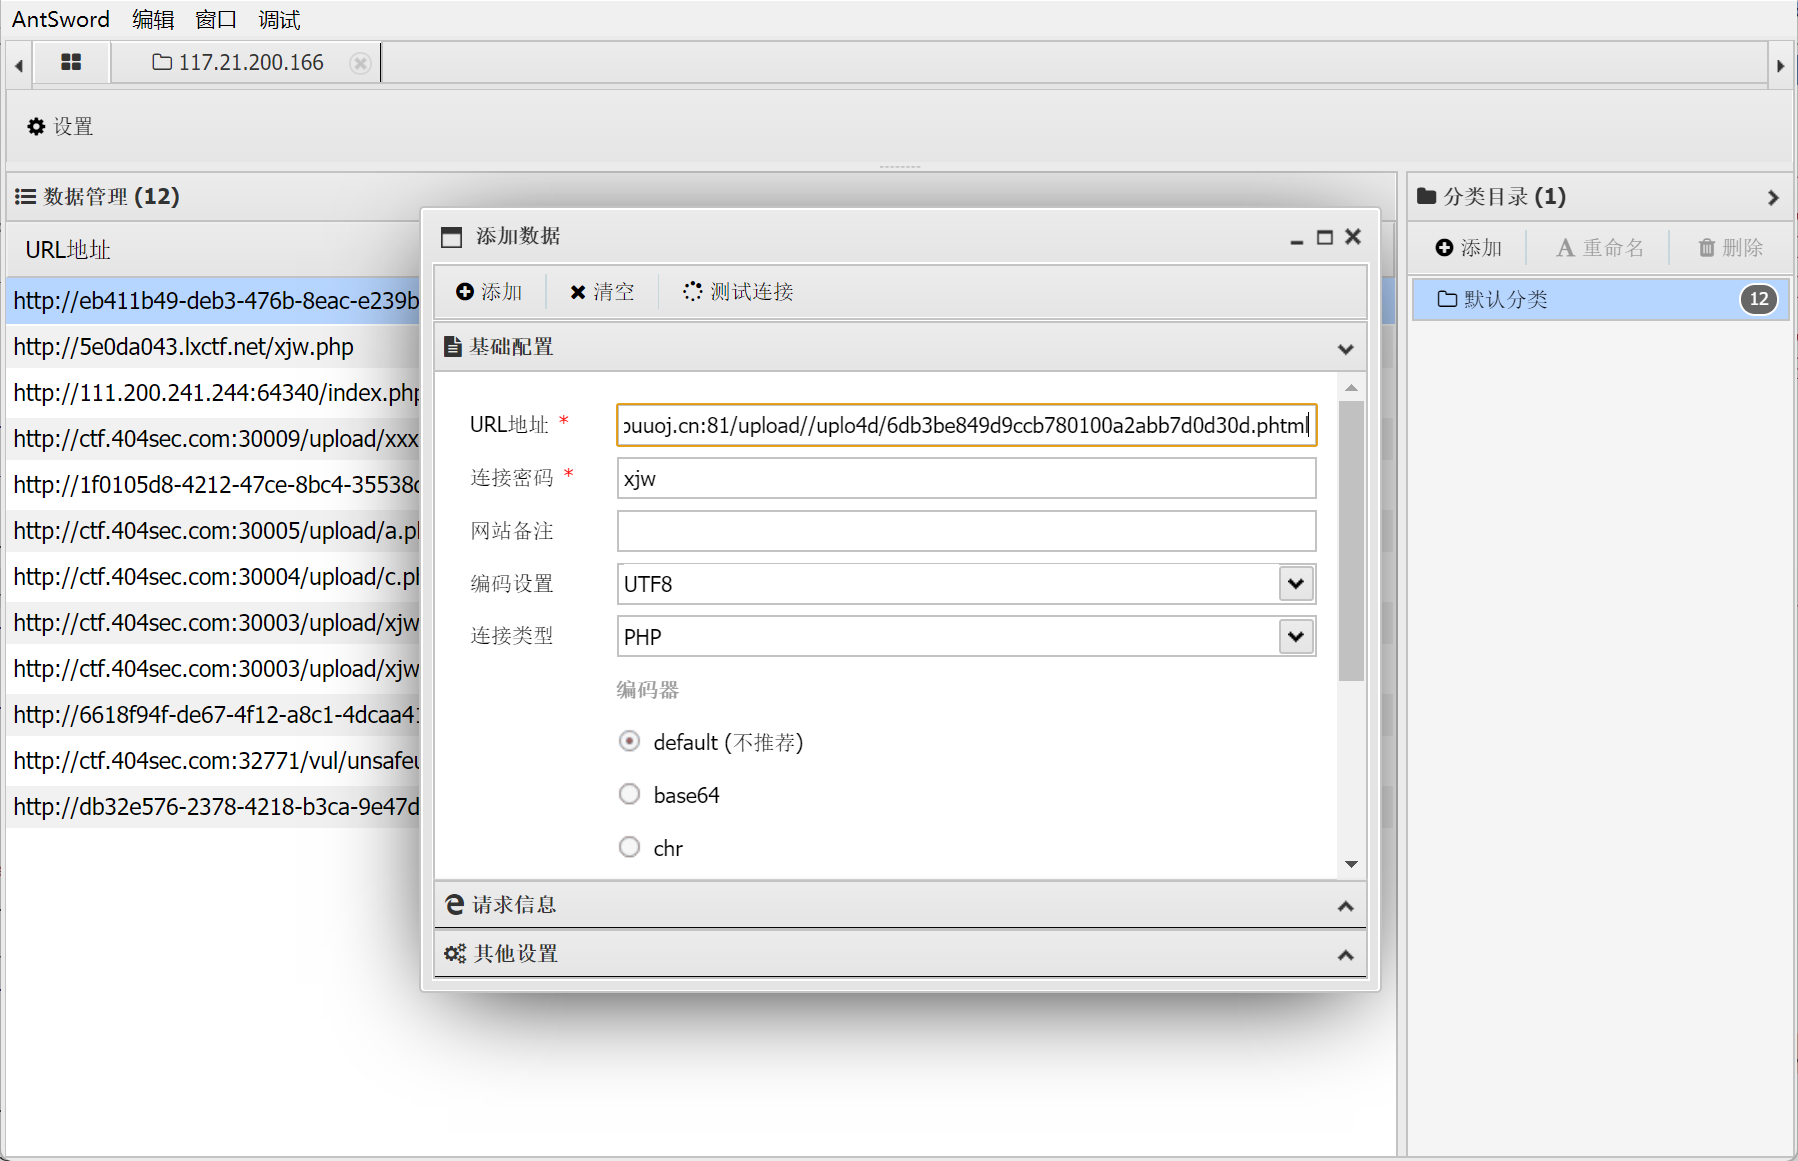 AntSword 编辑 窗口 调试
117.21.200.166
设置
数据管理 (12)
URL地址
http://eb411b49-deb3-476b-8eac-e239b
http://5e0da043.lxctf.net/xjw.php
http://111.200.241.244:64340/index.php
http://ctf.404sec.com:30009/upload/xxx
http://1f0105d8-4212-47ce-8bc4-35538c
http://ctf.404sec.com:30005/upload/a.pl
http://ctf.404sec.com:30004/upload/c.pl
http://ctf.404sec.com:30003/upload/xjw
http://ctf.404sec.com:30003/upload/xjw
http://6618f94f-de67-4f12-a8c1-4dcaa41
http://ctf.404sec.com:32771/vul/unsafeu
http://db32e576-2378-4218-b3ca-9e47d
添加数据
添加 清空 测试连接
基础配置
URL地址 * buuoj.cn:81/upload//uplo4d/6db3be849d9ccb780100a2abb7d0d30d.phtml
连接密码 * xjw
网站备注
编码设置 UTF8
连接类型 PHP
编码器
default (不推荐)
base64
chr
请求信息
其他设置
分类目录 (1)
添加 重命名 删除
默认分类 12